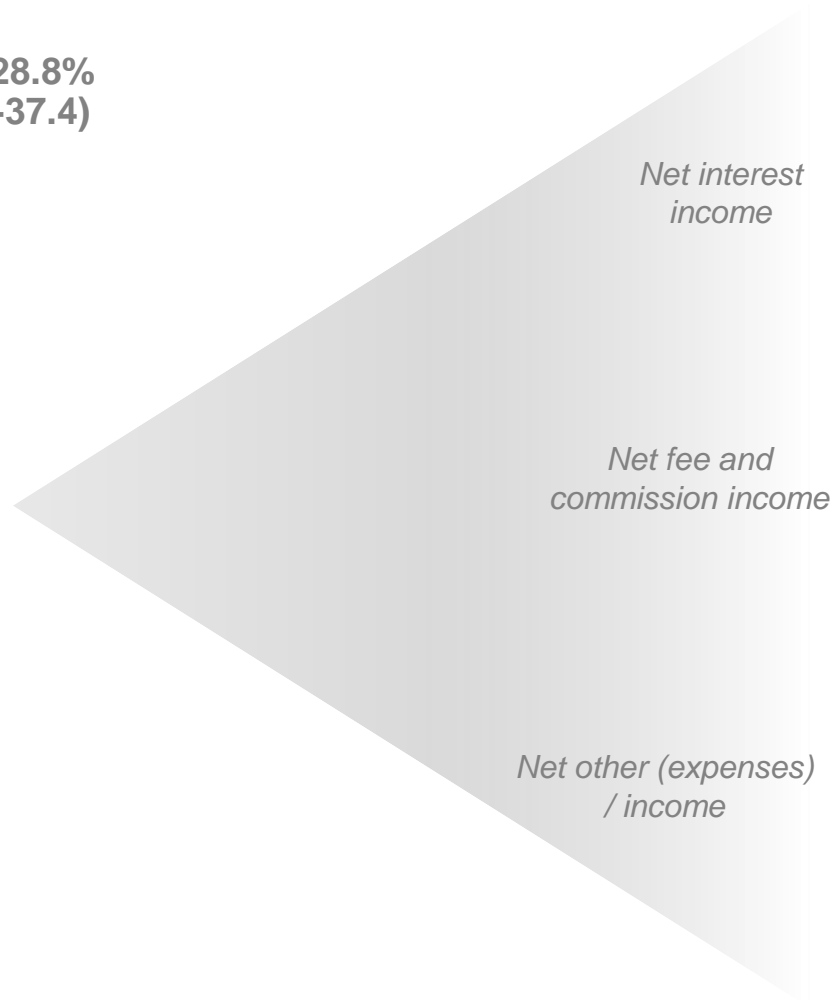 28.8%
-37.4)
Net interest
income
Net fee and
commission income
Net other (expenses)
/ income